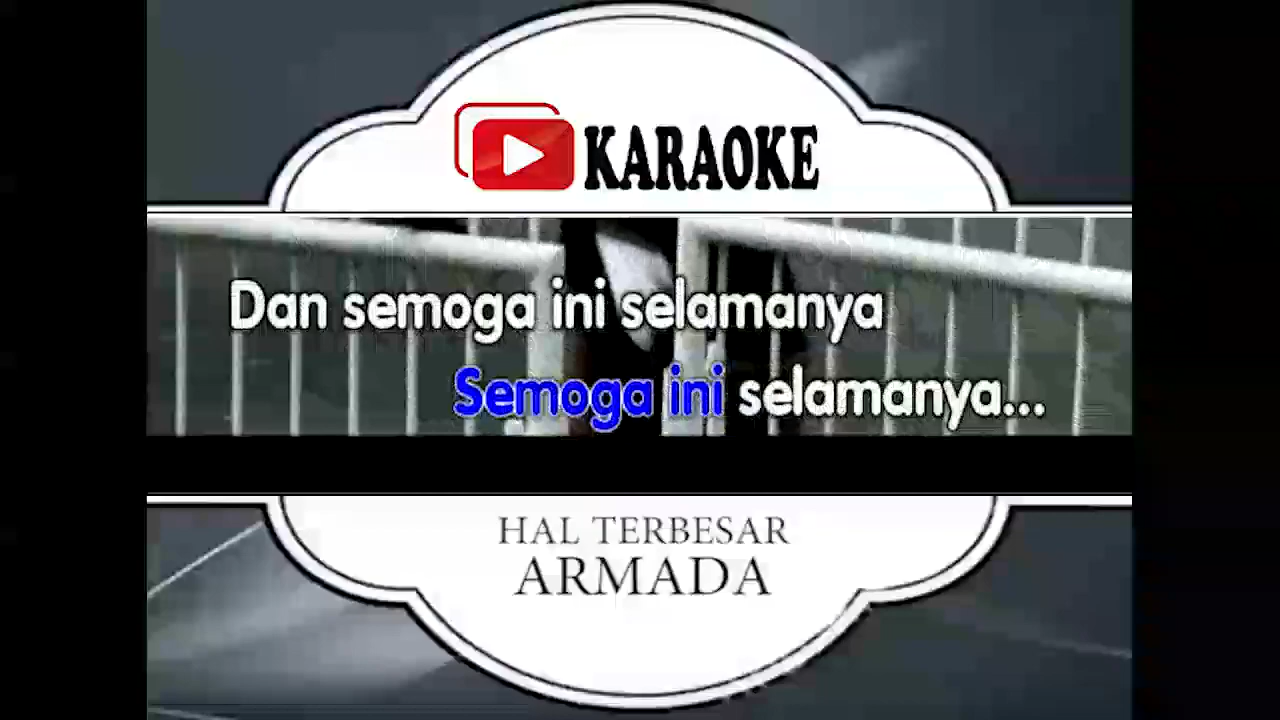 KARAOKE
Dan semoga ini selamanya
Semoga ini selamanya...
HAL TERBESAR
ARMADA